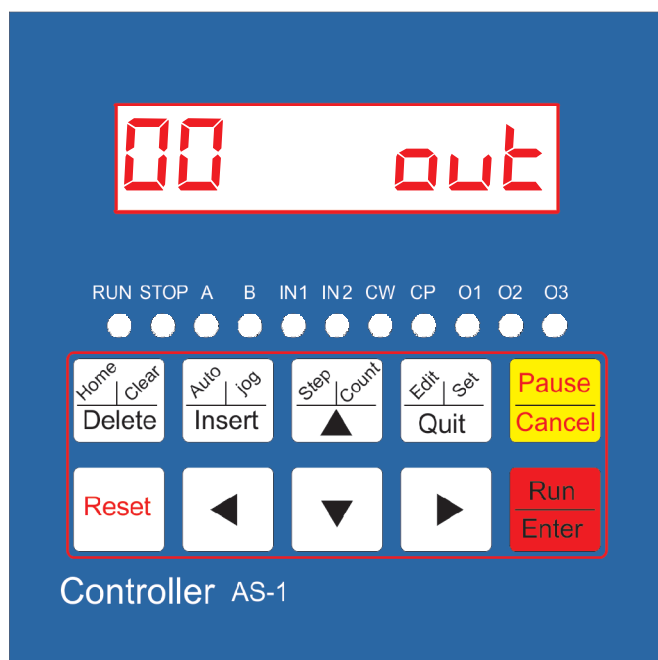 00 out
RUN STOP A B IN1 IN2 CW CP O1 O2 O3
Home Clear Auto jog Step Count Edit Set Pause
Delete Insert Quit Cancel
Reset Run
Enter
Controller AS-1